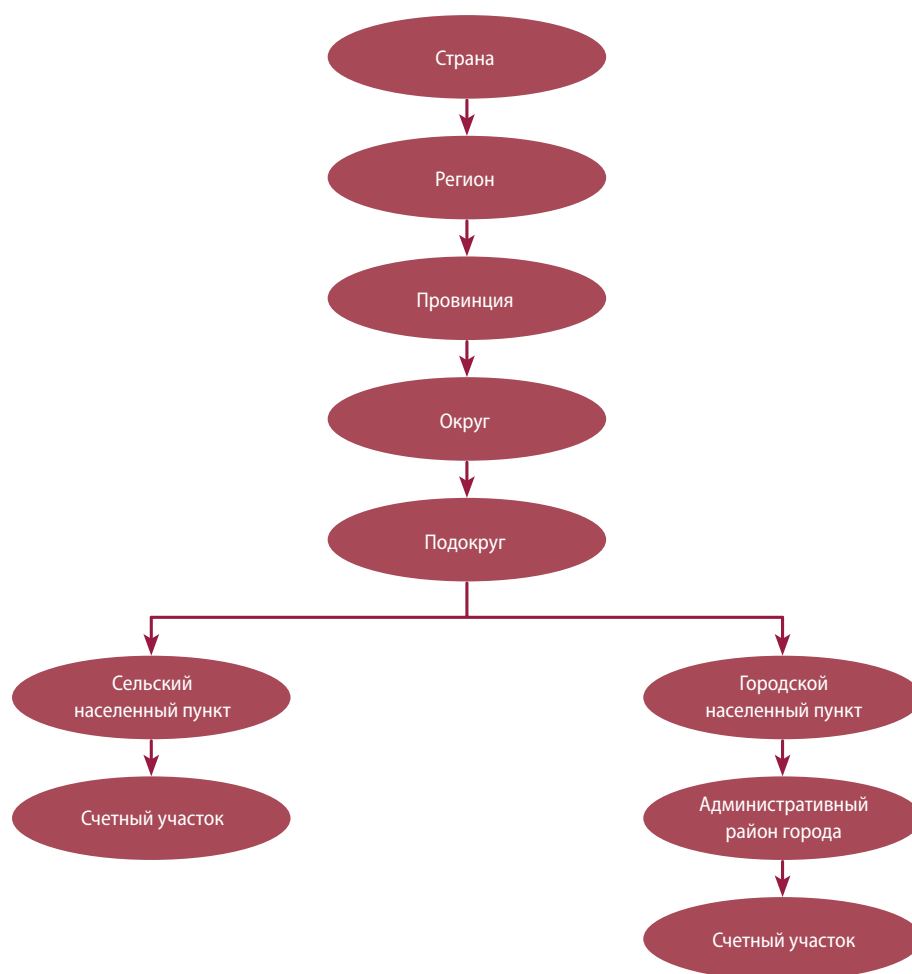 Страна
Регион
Провинция
Округ
Подокруг
Сельский
населенный пункт
Городской
населенный пункт
Счетный участок
Административный
район города
Счетный участок